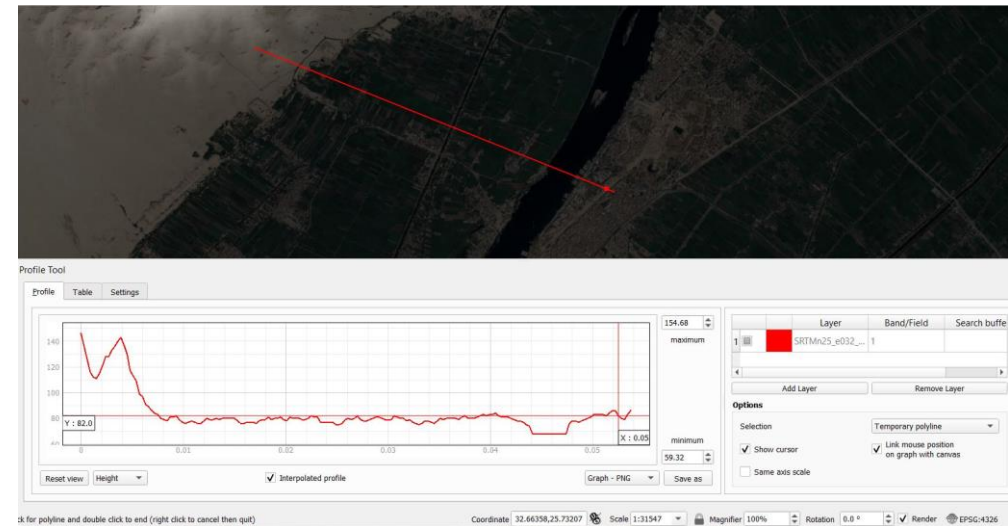 Profile Tool
Profile Table Settings
140
120
100
80
60
Y : 82.0
X : 0.05
0 0.01 0.02 0.03 0.04 0.05
154.68
maximum
minimum
59.32
Reset view Height Interpolated profile Graph - PNG Save as
Layer Band/Field Search buffe
1 SRTMn25_e032_... 1
Add Layer Remove Layer
Options
Selection Temporary polyline
Show cursor
Link mouse position
on graph with canvas
Same axis scale
ck for polyline and double click to end (right click to cancel then quit) Coordinate 32.66358,25.73207 Scale 1:31547 Magnifier 100% Rotation 0.0 ° Render EPSG:4326